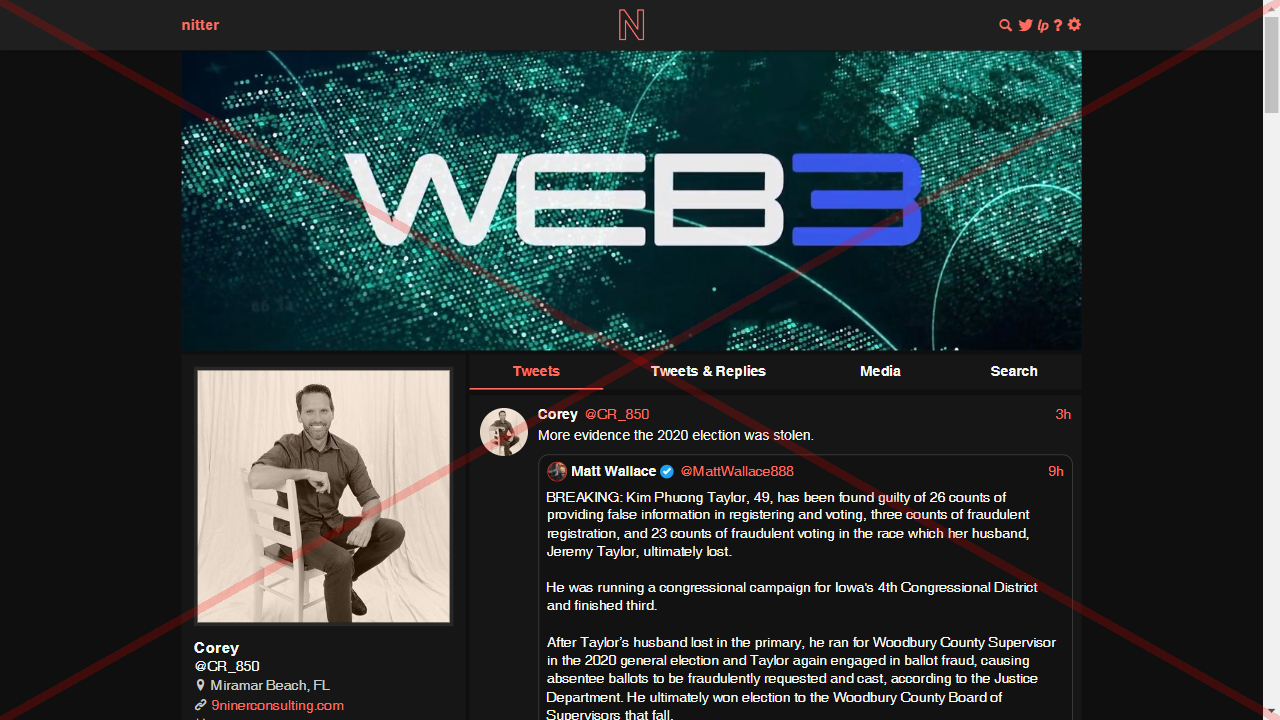 nitter
N
lp ?
WEB3
Tweets
Tweets & Replies
Media
Search
Corey @CR_850 3h
More evidence the 2020 election was stolen.
Matt Wallace @MattWallace888 9h
BREAKING: Kim Phuong Taylor, 49, has been found guilty of 26 counts of
providing false information in registering and voting, three counts of fraudulent
registration, and 23 counts of fraudulent voting in the race which her husband,
Jeremy Taylor, ultimately lost.
He was running a congressional campaign for Iowa's 4th Congressional District
and finished third.
After Taylor's husband lost in the primary, he ran for Woodbury County Supervisor
in the 2020 general election and Taylor again engaged in ballot fraud, causing
absentee ballots to be fraudulently requested and cast, according to the Justice
Department. He ultimately won election to the Woodbury County Board of
Supervisors that fall.
Corey
@CR_850
Miramar Beach, FL
9ninerconsulting.com